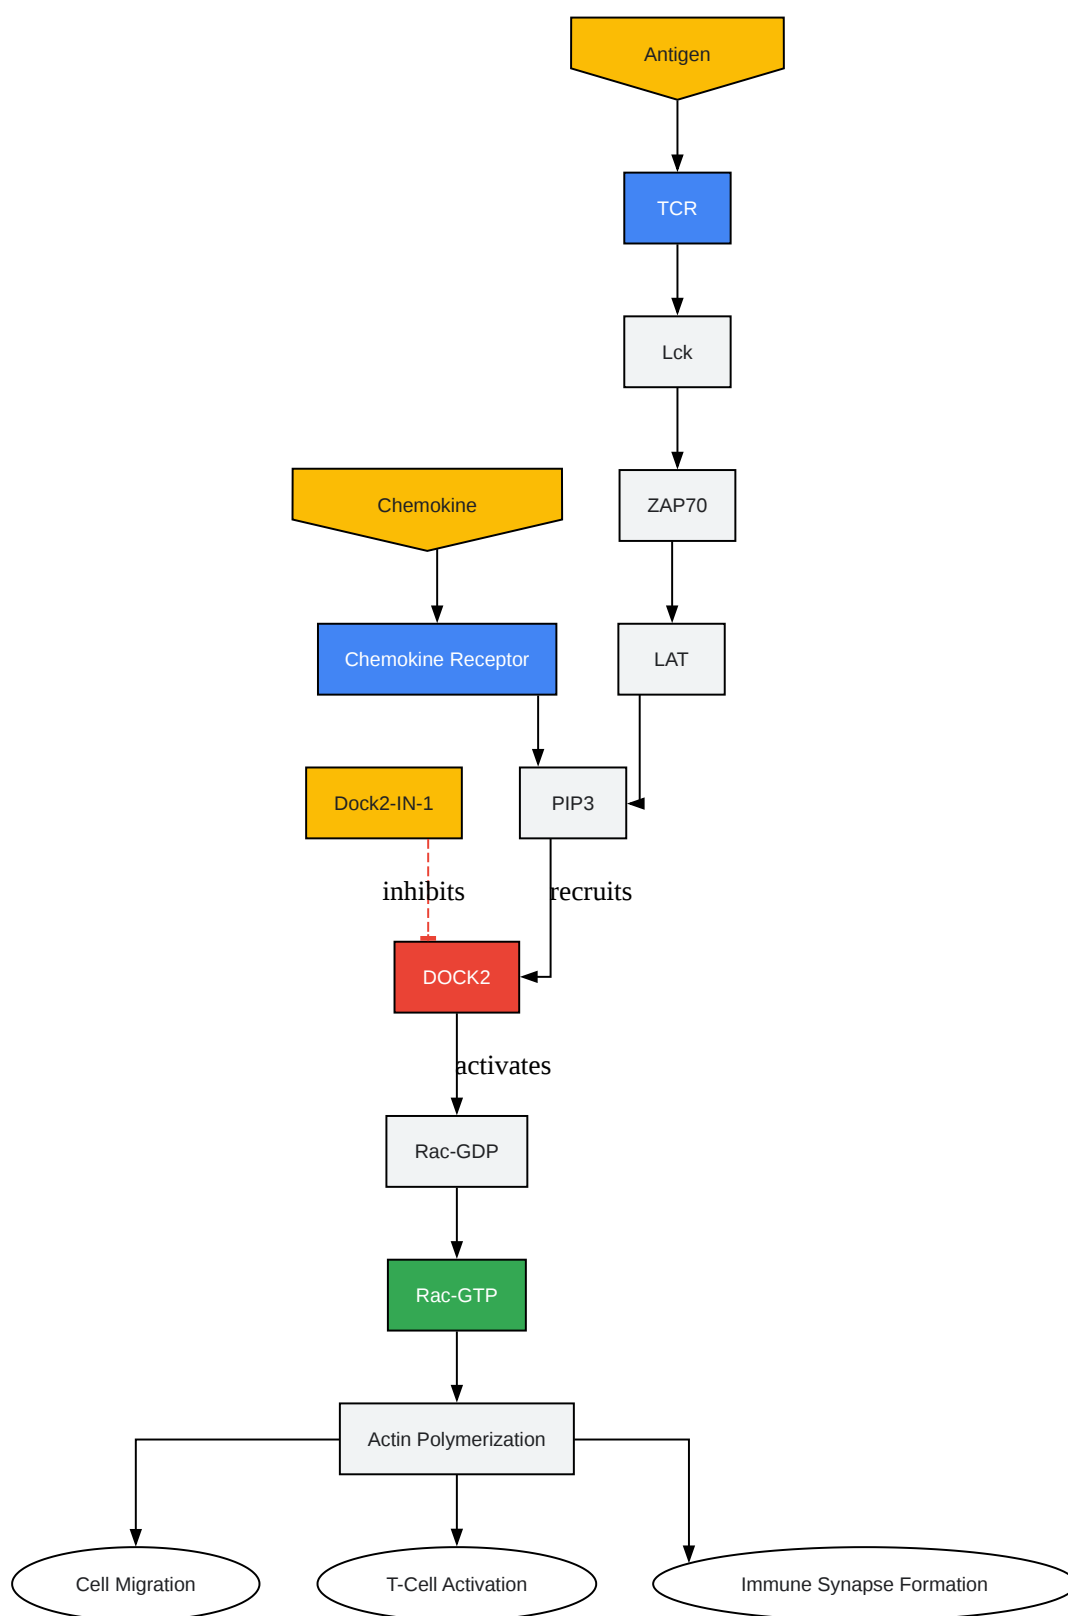 Antigen
TCR
Lck
Chemokine
ZAP70
Chemokine Receptor
LAT
Dock2-IN-1
PIP3
inhibits
recruits
DOCK2
activates
Rac-GDP
Rac-GTP
Actin Polymerization
Cell Migration
T-Cell Activation
Immune Synapse Formation